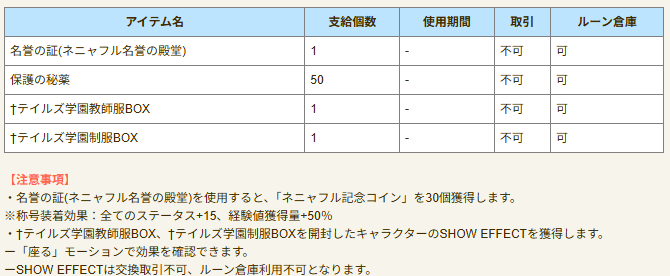 アイテム名 支給個数 使用期間 取引 ルーン倉庫
名誉の証(ネニャフル名誉の殿堂) 1 - 不可 可
保護の秘薬 50 - 不可 可
†テイルズ学園教師服BOX 1 - 不可 可
†テイルズ学園制服BOX 1 - 不可 可
【注意事項】
・名誉の証(ネニャフル名誉の殿堂)を使用すると、「ネニャフル記念コイン」を30個獲得します。
※称号装着効果：全てのステータス+15、経験値獲得量+50％
・†テイルズ学園教師服BOX、†テイルズ学園制服BOXを開封したキャラクターのSHOW EFFECTを獲得します。
ー「座る」モーションで効果を確認できます。
ーSHOW EFFECTは交換取引不可、ルーン倉庫利用不可となります。